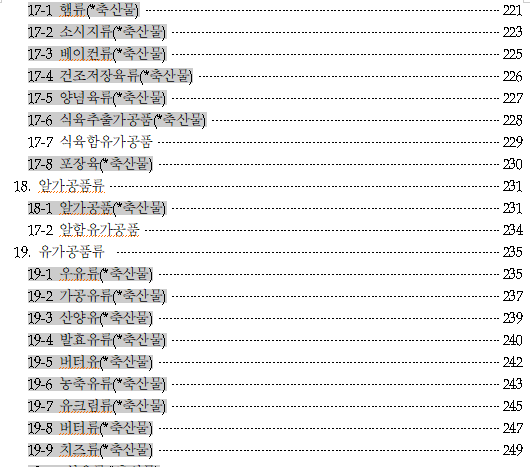 17-1 햄류(*축산물) 221
17-2 소시지류(*축산물) 223
17-3 베이컨류(*축산물) 225
17-4 건조저장육류(*축산물) 226
17-5 양념육류(*축산물) 227
17-6 식육추출가공품(*축산물) 228
17-7 식육함유가공품 229
17-8 포장육(*축산물) 230
18. 알가공품류 231
18-1 알가공품(*축산물) 231
17-2 알함유가공품 234
19. 유가공품류 235
19-1 우유류(*축산물) 235
19-2 가공유류(*축산물) 237
19-3 산양유(*축산물) 239
19-4 발효유류(*축산물) 240
19-5 버터유(*축산물) 242
19-6 농축유류(*축산물) 243
19-7 유크림류(*축산물) 245
19-8 버터류(*축산물) 247
19-9 치즈류(*축산물) 249